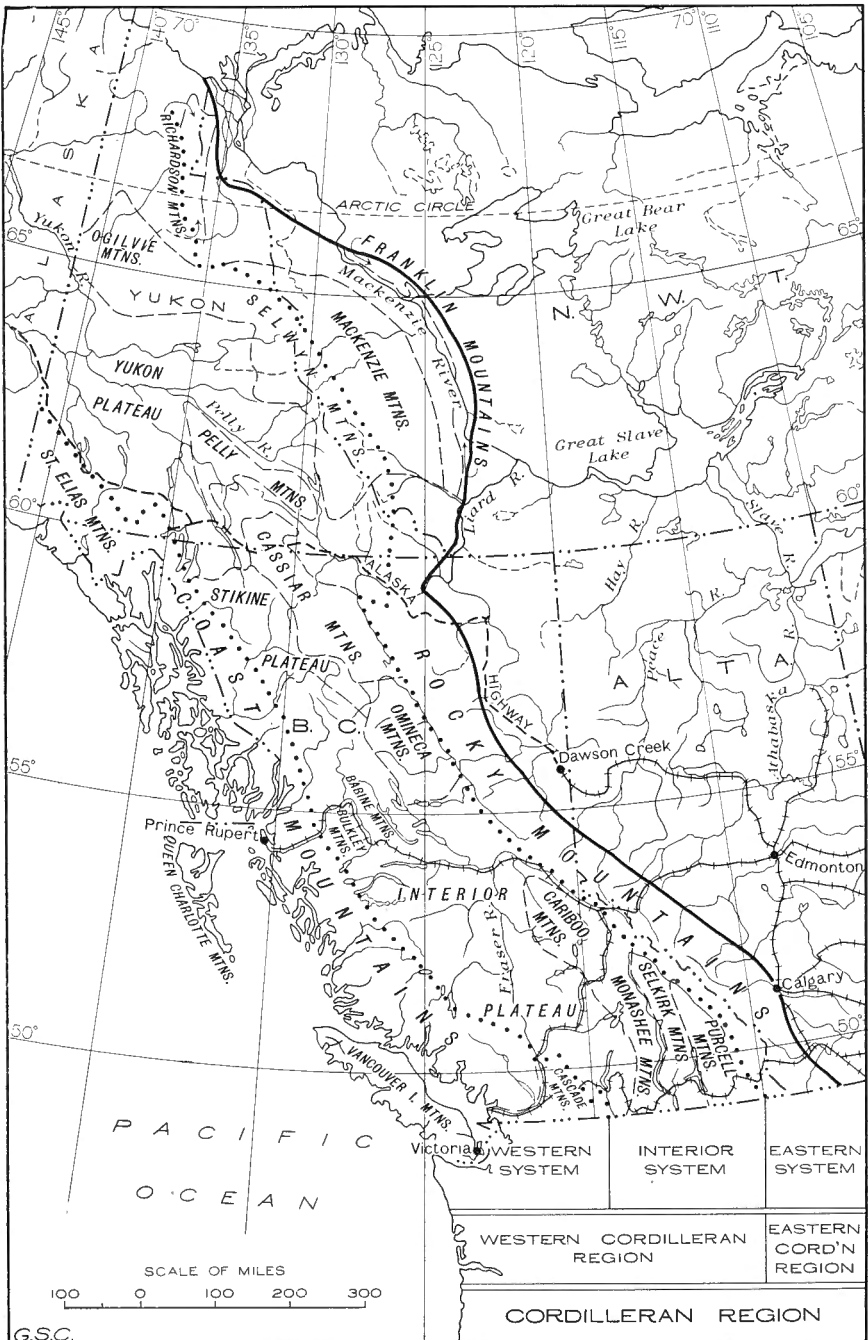 145°
140°
135°
130°
125°
120°
115°
70°
110°
105°
70°
ALASKA
RICHARDSON MTNS.
ARCTIC CIRCLE
Great Bear
Lake
65°
Yukon R.
OGILVIE
MTNS.
FRANKLIN MOUNTAINS
Mackenzie River
65°
YUKON
SELWYN MTNS
MACKENZIE MTNS.
N. W. T.
YUKON
PLATEAU
Pelly R.
PELLY MTNS.
Great Slave
Lake
ST. ELIAS MTNS.
60°
Liard R.
60°
Slave R.
Hay R.
CASSIAR MTNS.
ALASKA HIGHWAY
STIKINE
PLATEAU
COAST MOUNTAINS
ROCKY MOUNTAINS
Peace R.
ALTA
Athabaska R.
B. C.
OMINECA
MTNS.
Dawson Creek
55°
55°
BABINE MTNS.
BULKLEY
MTNS.
Prince Rupert
QUEEN CHARLOTTE MTNS.
Edmonton
INTERIOR
PLATEAU
Fraser R.
CARIBOO
MTNS.
Calgary
MONASHEE MTNS.
SELKIRK MTNS
PURCELL
MTNS.
50°
50°
VANCOUVER I. MTNS.
CASCADE
MTNS.
Victoria
PACIFIC
OCEAN
WESTERN
SYSTEM
INTERIOR
SYSTEM
EASTERN
SYSTEM
WESTERN CORDILLERAN
REGION
EASTERN
CORD'N
REGION
CORDILLERAN REGION
SCALE OF MILES
100 0 100 200 300
G.S.C.